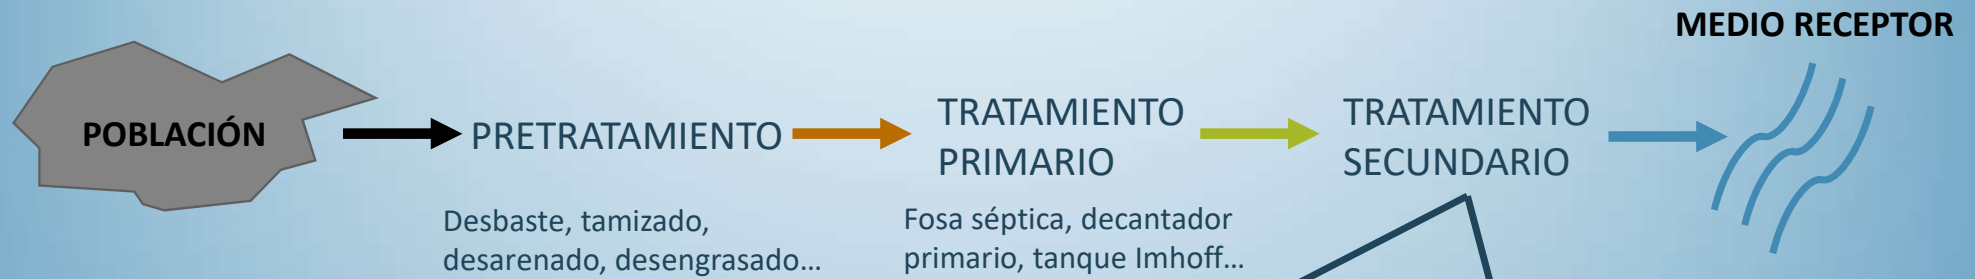 MEDIO RECEPTOR
POBLACIÓN
PRETRATAMIENTO
TRATAMIENTO
PRIMARIO
TRATAMIENTO
SECUNDARIO
Desbaste, tamizado,
desarenado, desengrasado…
Fosa séptica, decantador
primario, tanque Imhoff…